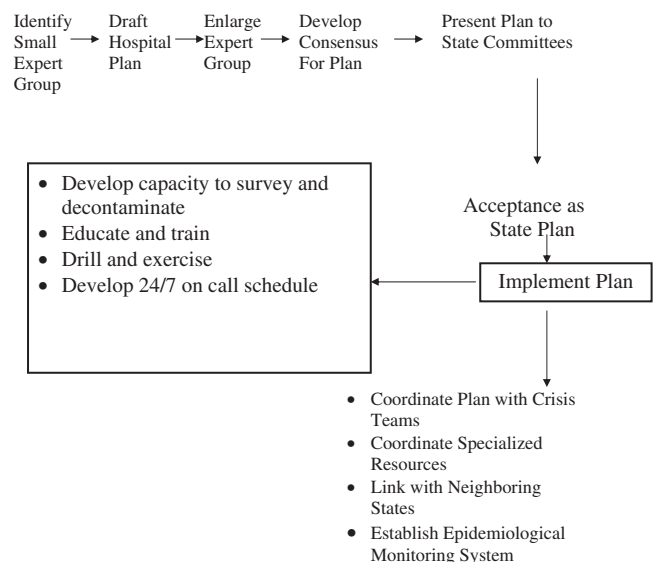 Identify
Small
Expert
Group
Draft
Hospital
Plan
Enlarge
Expert
Group
Develop
Consensus
For Plan
Present Plan to
State Committees
Acceptance as
State Plan
Implement Plan
• Develop capacity to survey and
decontaminate
• Educate and train
• Drill and exercise
• Develop 24/7 on call schedule
• Coordinate Plan with Crisis
Teams
• Coordinate Specialized
Resources
• Link with Neighboring
States
• Establish Epidemiological
Monitoring System